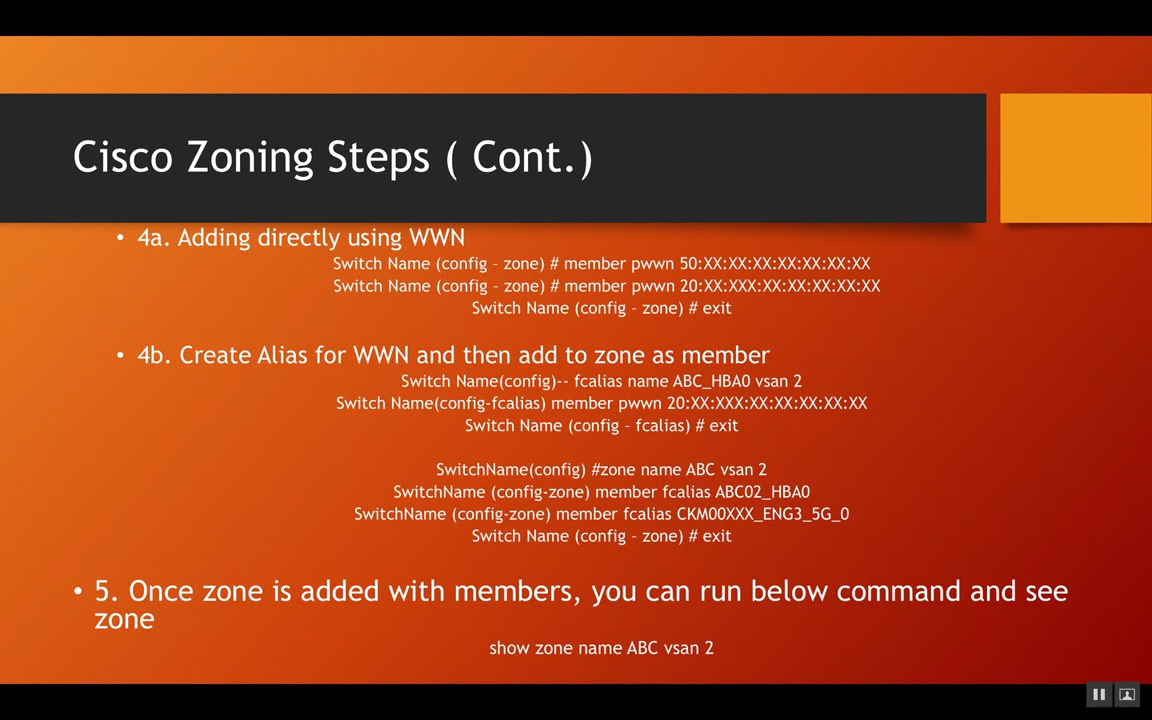 Cisco Zoning Steps ( Cont.)
• 4a. Adding directly using WWN
Switch Name (config – zone) # member pwwn 50:XX:XX:XX:XX:XX:XX:XX
Switch Name (config – zone) # member pwwn 20:XX:XXX:XX:XX:XX:XX:XX
Switch Name (config – zone) # exit
• 4b. Create Alias for WWN and then add to zone as member
Switch Name(config)-- fcalias name ABC_HBA0 vsan 2
Switch Name(config-fcalias) member pwwn 20:XX:XXX:XX:XX:XX:XX:XX
Switch Name (config – fcalias) # exit
SwitchName(config) #zone name ABC vsan 2
SwitchName (config-zone) member fcalias ABC02_HBA0
SwitchName (config-zone) member fcalias CKM00XXX_ENG3_5G_0
Switch Name (config – zone) # exit
• 5. Once zone is added with members, you can run below command and see
zone
show zone name ABC vsan 2